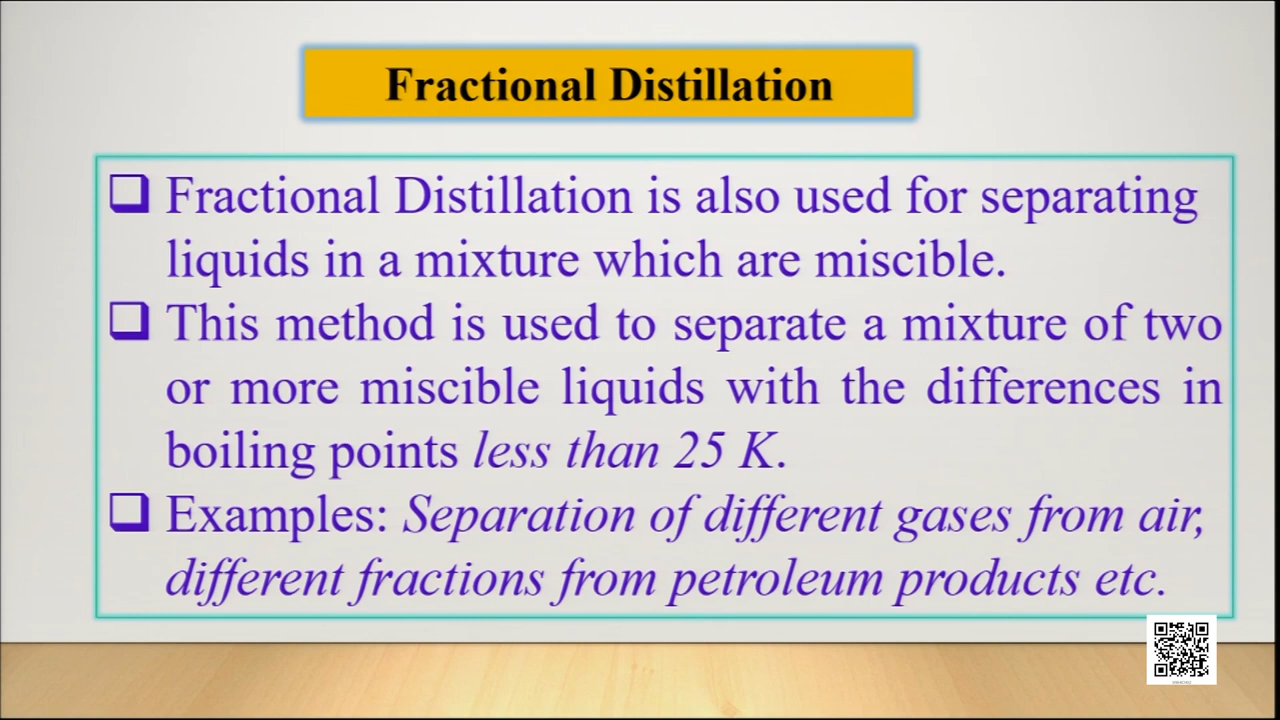 Fractional Distillation
❑ Fractional Distillation is also used for separating
liquids in a mixture which are miscible.
❑ This method is used to separate a mixture of two
or more miscible liquids with the differences in
boiling points less than 25 K.
❑ Examples: Separation of different gases from air,
different fractions from petroleum products etc.